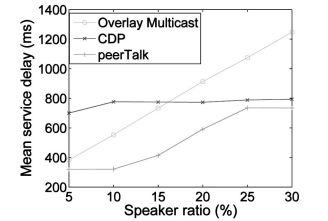 1400
1200
1000
800
600
400
200
5
10
15
20
25
30
Mean service delay (ms)
Speaker ratio (%)
Overlay Multicast
CDP
peerTalk